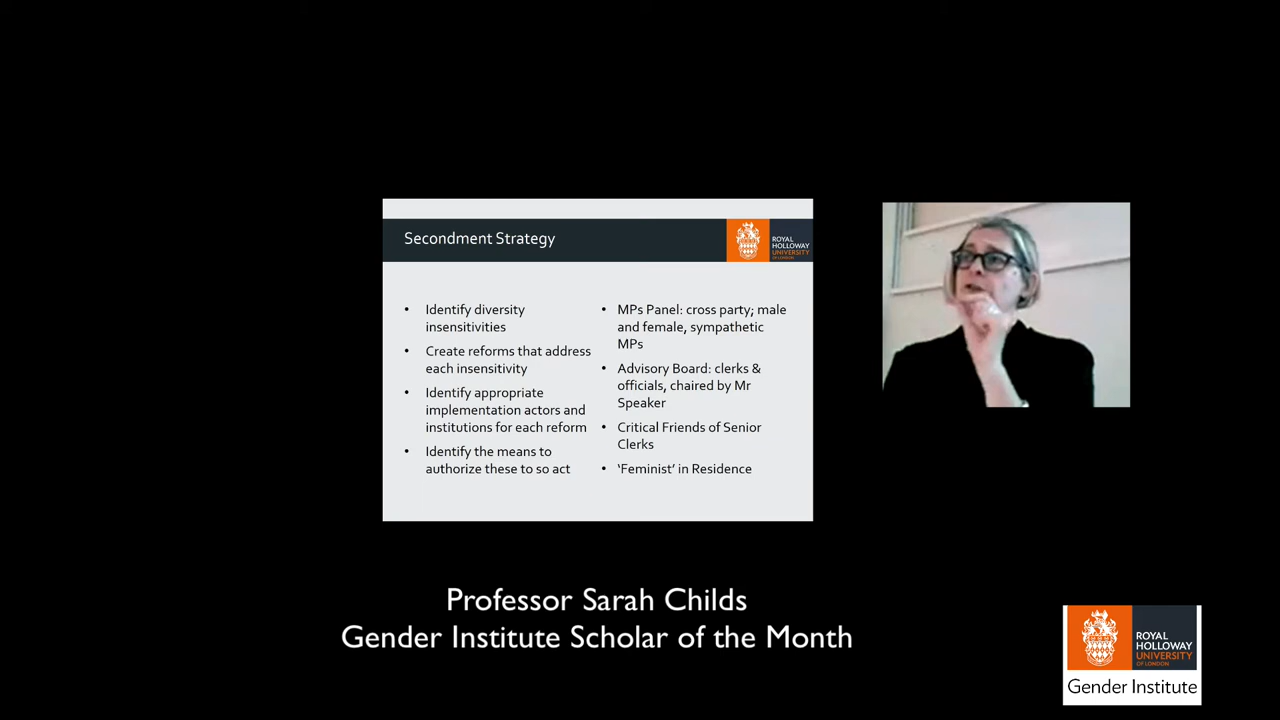 Secondment Strategy
ROYAL
HOLLOWAY
UNIVERSITY
OF LONDON
• Identify diversity
insensitivities
• Create reforms that address
each insensitivity
• Identify appropriate
implementation actors and
institutions for each reform
• Identify the means to
authorize these to so act
• MPs Panel: cross party; male
and female, sympathetic
MPs
• Advisory Board: clerks &
officials, chaired by Mr
Speaker
• Critical Friends of Senior
Clerks
• ‘Feminist’ in Residence
Professor Sarah Childs
Gender Institute Scholar of the Month
ROYAL
HOLLOWAY
UNIVERSITY
OF LONDON
Gender Institute